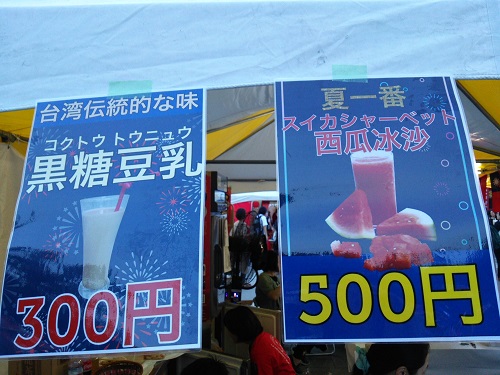 台湾伝統的な味
コクトウ トウニュウ
黒糖豆乳
300円
夏一番
スイカシャーベット
西瓜冰沙
500円